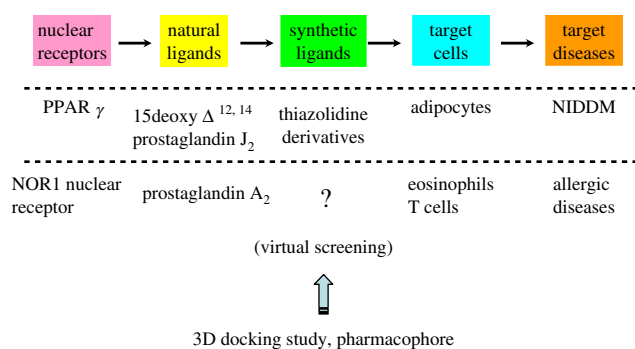 nuclear receptors
natural ligands
synthetic ligands
target cells
target diseases
PPAR γ
15deoxy Δ 12, 14
prostaglandin J2
thiazolidine
derivatives
adipocytes
NIDDM
NOR1 nuclear
receptor
prostaglandin A2
?
eosinophils
T cells
allergic
diseases
(virtual screening)
3D docking study, pharmacophore